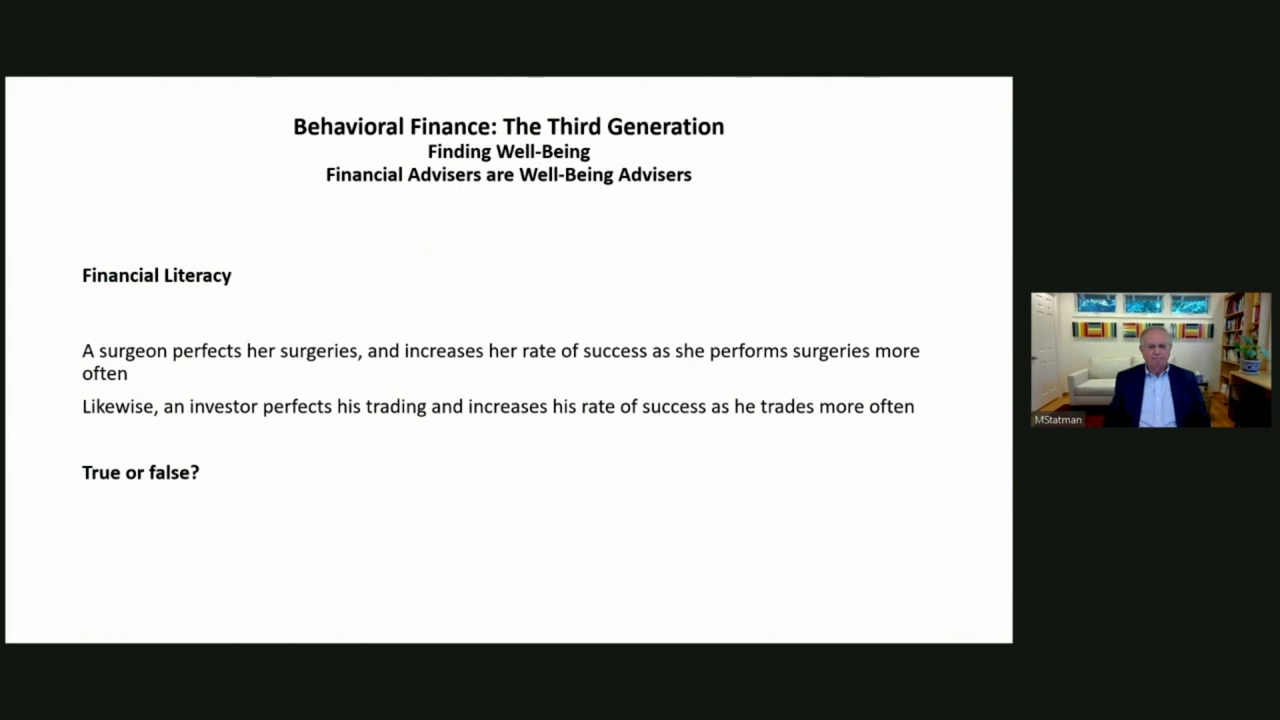 Behavioral Finance: The Third Generation
Finding Well-Being
Financial Advisers are Well-Being Advisers
Financial Literacy
A surgeon perfects her surgeries, and increases her rate of success as she performs surgeries more
often
Likewise, an investor perfects his trading and increases his rate of success as he trades more often
True or false?
MStatman